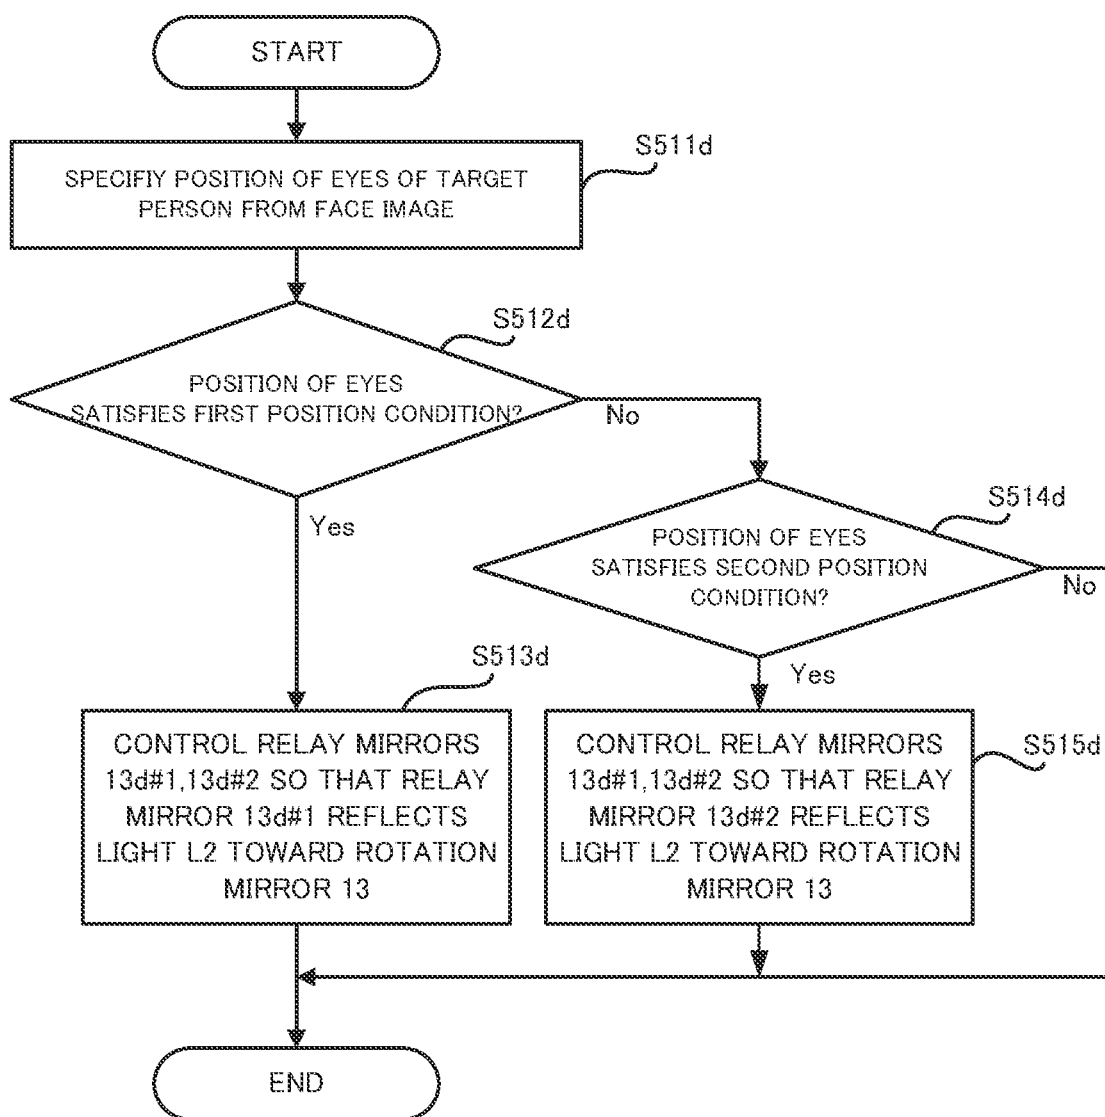 START
S511d
SPECIFIY POSITION OF EYES OF TARGET
PERSON FROM FACE IMAGE
S512d
POSITION OF EYES
SATISFIES FIRST POSITION CONDITION?
No
Yes
S514d
POSITION OF EYES
SATISFIES SECOND POSITION
CONDITION?
No
Yes
S513d
CONTROL RELAY MIRRORS
13d#1,13d#2 SO THAT RELAY
MIRROR 13d#1 REFLECTS
LIGHT L2 TOWARD ROTATION
MIRROR 13
S515d
CONTROL RELAY MIRRORS
13d#1,13d#2 SO THAT RELAY
MIRROR 13d#2 REFLECTS
LIGHT L2 TOWARD ROTATION
MIRROR 13
END